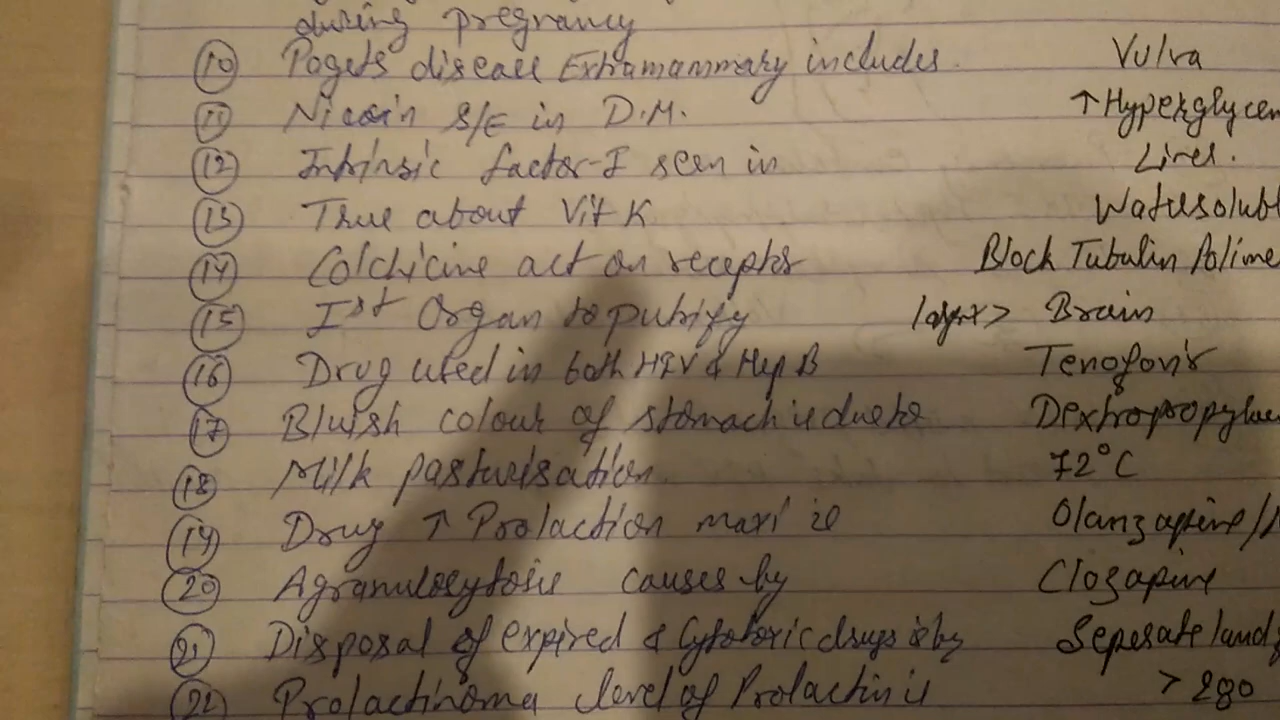 during pregnancy
10 Pagets disease Extramammary includes. Vulva
11 Niacin S/E in D.M. ↑Hyperglycem
12 Intrinsic factor-I seen in Liver.
13 True about Vit K Watersolubl
14 Colchicine act on receptor Block Tubulin Polime
15 Ist Organ to putrify > Brain
16 Drug used in both HIV & Hep B Tenofovir
17 Bluish colour of stomach is due to Dextropropylue
18 Milk pasturisation 72°C
19 Drug ↑ Prolaction maxi is Olanzapine/
20 Agranulocytosis causes by Clozapine
21 Disposal of expired & Cytotoxic drugs is by Seperate land
22 Prolactinoma level of Prolactin is > 280